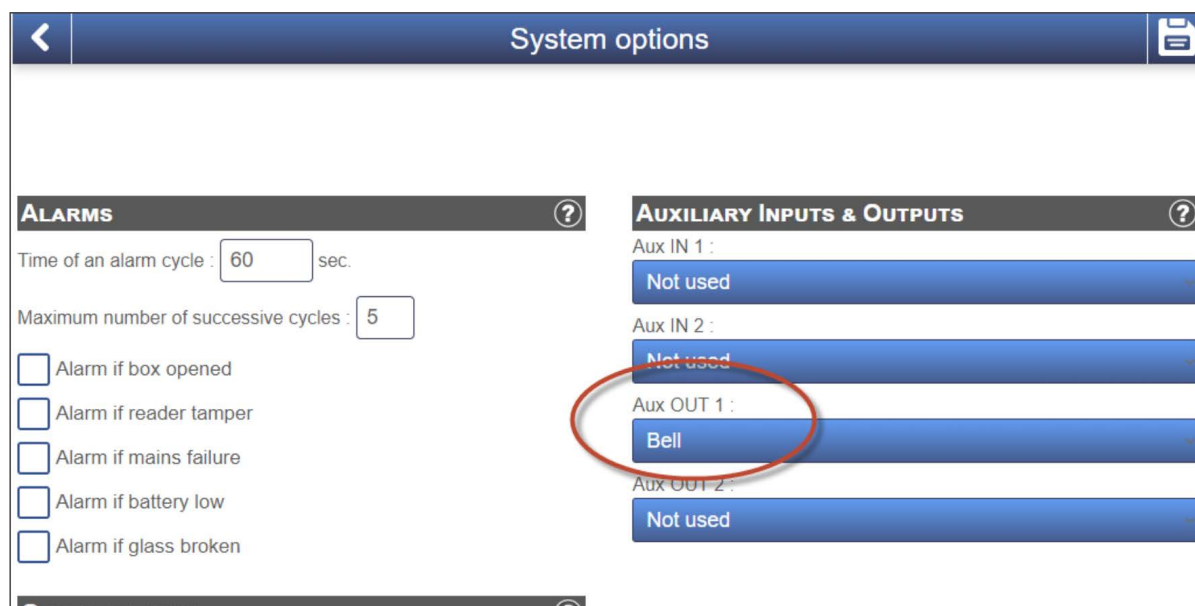 System options
ALARMS
Time of an alarm cycle : 60 sec.
Maximum number of successive cycles : 5
Alarm if box opened
Alarm if reader tamper
Alarm if mains failure
Alarm if battery low
Alarm if glass broken
AUXILIARY INPUTS & OUTPUTS
Aux IN 1 :
Not used
Aux IN 2 :
Not used
Aux OUT 1 :
Bell
Aux OUT 2 :
Not used